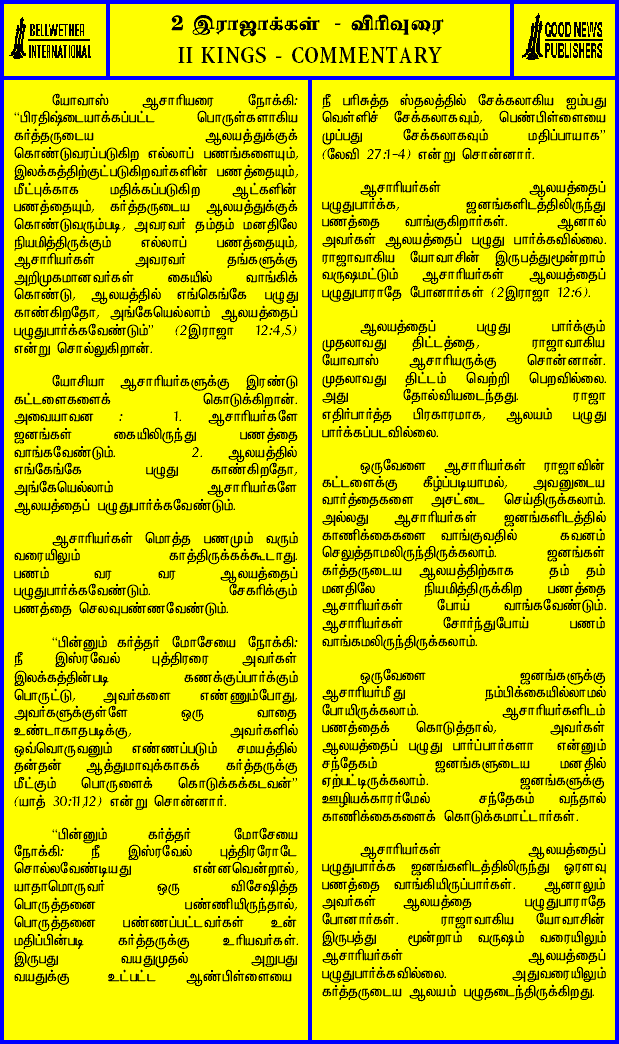 BELLWETHER
INTERNATIONAL
2 இராஜாக்கள் - விரிவுரை
II KINGS - COMMENTARY
GOOD NEWS
PUBLISHERS
யோவாஸ் ஆசாரியரை நோக்கி:
“பிரதிஷ்டையாக்கப்பட்ட பொருள்களாகிய
கர்த்தருடைய ஆலயத்துக்குக்
கொண்டுவரப்படுகிற எல்லாப் பணங்களையும்,
இலக்கத்திற்குட்படுகிறவர்களின் பணத்தையும்,
மீட்புக்காக மதிக்கப்படுகிற ஆட்களின்
பணத்தையும், கர்த்தருடைய ஆலயத்துக்குக்
கொண்டுவரும்படி, அவரவர் தம்தம் மனதிலே
நியமித்திருக்கும் எல்லாப் பணத்தையும்,
ஆசாரியர்கள் அவரவர் தங்களுக்கு
அறிமுகமானவர்கள் கையில் வாங்கிக்
கொண்டு, ஆலயத்தில் எங்கெங்கே பழுது
காண்கிறதோ, அங்கேயெல்லாம் ஆலயத்தைப்
பழுதுபார்க்கவேண்டும்” (2இராஜா 12:4,5)
என்று சொல்லுகிறான்.
யோசியா ஆசாரியர்களுக்கு இரண்டு
கட்டளைகளைக் கொடுக்கிறான்.
அவையாவன : 1. ஆசாரியர்களே
ஜனங்கள் கையிலிருந்து பணத்தை
வாங்கவேண்டும். 2. ஆலயத்தில்
எங்கேங்கே பழுது காண்கிறதோ,
அங்கேயெல்லாம் ஆசாரியர்களே
ஆலயத்தைப் பழுதுபார்க்கவேண்டும்.
ஆசாரியர்கள் மொத்த பணமும் வரும்
வரையிலும் காத்திருக்கக்கூடாது.
பணம் வர வர ஆலயத்தைப்
பழுதுபார்க்கவேண்டும். சேகரிக்கும்
பணத்தை செலவுபண்ணவேண்டும்.
“பின்னும் கர்த்தர் மோசேயை நோக்கி:
நீ இஸ்ரவேல் புத்திரரை அவர்கள்
இலக்கத்தின்படி கணக்குப்பார்க்கும்
பொருட்டு, அவர்களை எண்ணும்போது,
அவர்களுக்குள்ளே ஒரு வாதை
உண்டாகாதபடிக்கு, அவர்களில்
ஒவ்வொருவனும் எண்ணப்படும் சமயத்தில்
தன்தன் ஆத்துமாவுக்காகக் கர்த்தருக்கு
மீட்கும் பொருளைக் கொடுக்கக்கடவன்”
(யாத் 30:11,12) என்று சொன்னார்.
“பின்னும் கர்த்தர் மோசேயை
நோக்கி: நீ இஸ்ரவேல் புத்திரரோடே
சொல்லவேண்டியது என்னவென்றால்,
யாதாமொருவர் ஒரு விசேஷித்த
பொருத்தனை பண்ணியிருந்தால்,
பொருத்தனை பண்ணப்பட்டவர்கள் உன்
மதிப்பின்படி கர்த்தருக்கு உரியவர்கள்.
இருபது வயதுமுதல் அறுபது
வயதுக்கு உட்பட்ட ஆண்பிள்ளையை
நீ பரிசுத்த ஸ்தலத்தில் சேக்கலாகிய ஐம்பது
வெள்ளிச் சேக்கலாகவும், பெண்பிள்ளையை
முப்பது சேக்கலாகவும் மதிப்பாயாக”
(லேவி 27:1-4) என்று சொன்னார்.
ஆசாரியர்கள் ஆலயத்தைப்
பழுதுபார்க்க, ஜனங்களிடத்திலிருந்து
பணத்தை வாங்குகிறார்கள். ஆனால்
அவர்கள் ஆலயத்தைப் பழுது பார்க்கவில்லை.
ராஜாவாகிய யோவாசின் இருபத்துமூன்றாம்
வருஷமட்டும் ஆசாரியர்கள் ஆலயத்தைப்
பழுதுபாராதே போனார்கள் (2இராஜா 12:6).
ஆலயத்தைப் பழுது பார்க்கும்
முதலாவது திட்டத்தை, ராஜாவாகிய
யோவாஸ் ஆசாரியருக்கு சொன்னான்.
முதலாவது திட்டம் வெற்றி பெறவில்லை.
அது தோல்வியடைந்தது. ராஜா
எதிர்பார்த்த பிரகாரமாக, ஆலயம் பழுது
பார்க்கப்படவில்லை.
ஒருவேளை ஆசாரியர்கள் ராஜாவின்
கட்டளைக்கு கீழ்ப்படியாமல், அவனுடைய
வார்த்தைகளை அசட்டை செய்திருக்கலாம்.
அல்லது ஆசாரியர்கள் ஜனங்களிடத்தில்
காணிக்கைகளை வாங்குவதில் கவனம்
செலுத்தாமலிருந்திருக்கலாம். ஜனங்கள்
கர்த்தருடைய ஆலயத்திற்காக தம் தம்
மனதிலே நியமித்திருக்கிற பணத்தை
ஆசாரியர்கள் போய் வாங்கவேண்டும்.
ஆசாரியர்கள் சோர்ந்துபோய் பணம்
வாங்கமலிருந்திருக்கலாம்.
ஒருவேளை ஜனங்களுக்கு
ஆசாரியர்மீது நம்பிக்கையில்லாமல்
போயிருக்கலாம். ஆசாரியர்களிடம்
பணத்தைக் கொடுத்தால், அவர்கள்
ஆலயத்தைப் பழுது பார்ப்பார்களா என்னும்
சந்தேகம் ஜனங்களுடைய மனதில்
ஏற்பட்டிருக்கலாம். ஜனங்களுக்கு
ஊழியக்காரர்மேல் சந்தேகம் வந்தால்
காணிக்கைகளைக் கொடுக்கமாட்டார்கள்.
ஆசாரியர்கள் ஆலயத்தைப்
பழுதுபார்க்க ஜனங்களிடத்திலிருந்து ஓரளவு
பணத்தை வாங்கியிருப்பார்கள். ஆனாலும்
அவர்கள் ஆலயத்தை பழுதுபாராதே
போனார்கள். ராஜாவாகிய யோவாசின்
இருபத்து மூன்றாம் வருஷம் வரையிலும்
ஆசாரியர்கள் ஆலயத்தைப்
பழுதுபார்க்கவில்லை. அதுவரையிலும்
கர்த்தருடைய ஆலயம் பழுதடைந்திருக்கிறது.